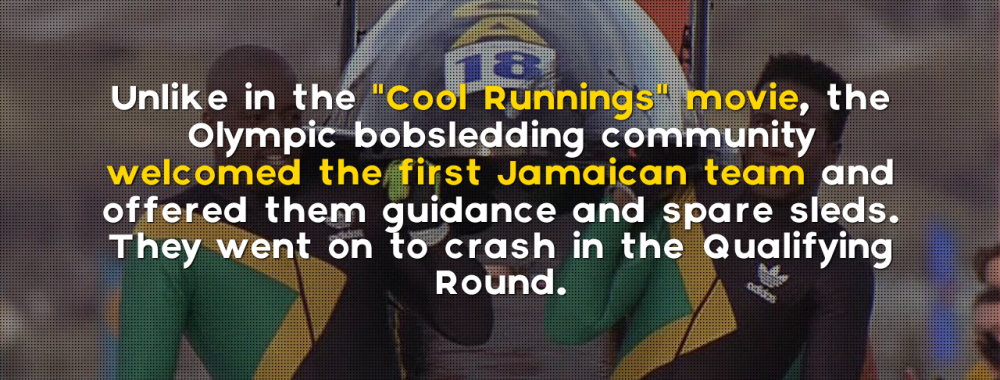 18
Unlike in the "Cool Runnings" movie, the
Olympic bobsledding community
welcomed the first Jamaican team and
offered them guidance and spare sleds.
They went on to crash in the Qualifying
Round.
adidas